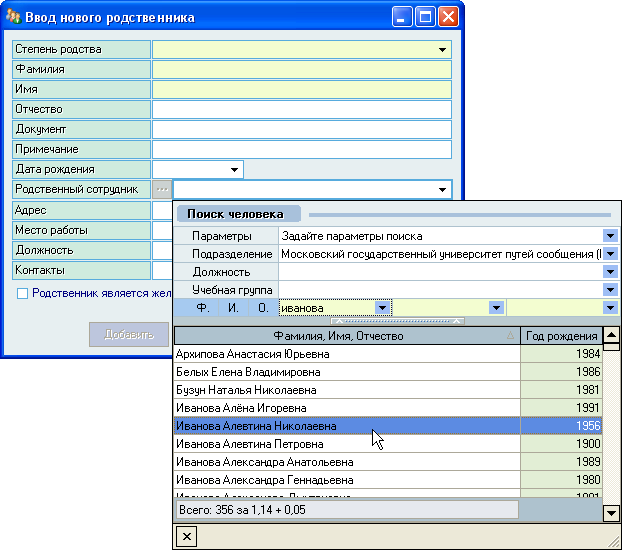 Ввод нового родственника
Степень родства
Фамилия
Имя
Отчество
Документ
Примечание
Дата рождения
Родственный сотрудник
Адрес
Место работы
Должность
Контакты
Родственник является жел
Добавить
Поиск человека
Параметры Задайте параметры поиска
Подразделение Московский государственный университет путей сообщения (
Должность
Учебная группа
Ф. И. О. иванова
Фамилия, Имя, Отчество Год рождения
Архипова Анастасия Юрьевна 1984
Белых Елена Владимировна 1986
Бузун Наталья Николаевна 1981
Иванова Алёна Игоревна 1991
Иванова Алевтина Николаевна 1956
Иванова Алевтина Петровна 1900
Иванова Александра Анатольевна 1989
Иванова Александра Геннадьевна 1980
Иванова Александра Дмитриевна 1991
Всего: 356 за 1,14 + 0,05